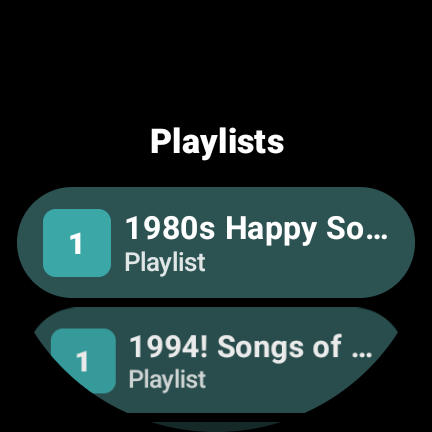 Playlists
1
1980s Happy So...
Playlist
1
1994! Songs of ...
Playlist